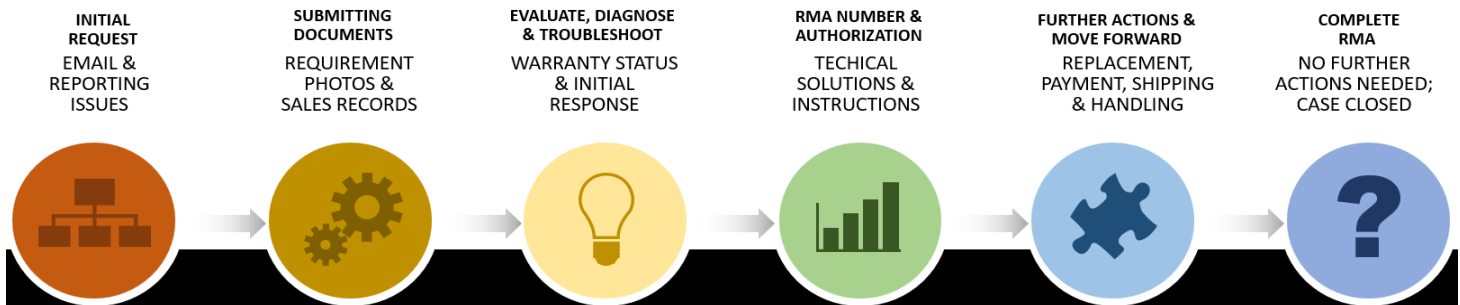 INITIAL
REQUEST
EMAIL &
REPORTING
ISSUES
SUBMITTING
DOCUMENTS
REQUIREMENT
PHOTOS &
SALES RECORDS
EVALUATE, DIAGNOSE
& TROUBLESHOOT
WARRANTY STATUS
& INITIAL
RESPONSE
RMA NUMBER &
AUTHORIZATION
TECHICAL
SOLUTIONS &
INSTRUCTIONS
FURTHER ACTIONS &
MOVE FORWARD
REPLACEMENT,
PAYMENT, SHIPPING
& HANDLING
COMPLETE
RMA
NO FURTHER
ACTIONS NEEDED;
CASE CLOSED
?